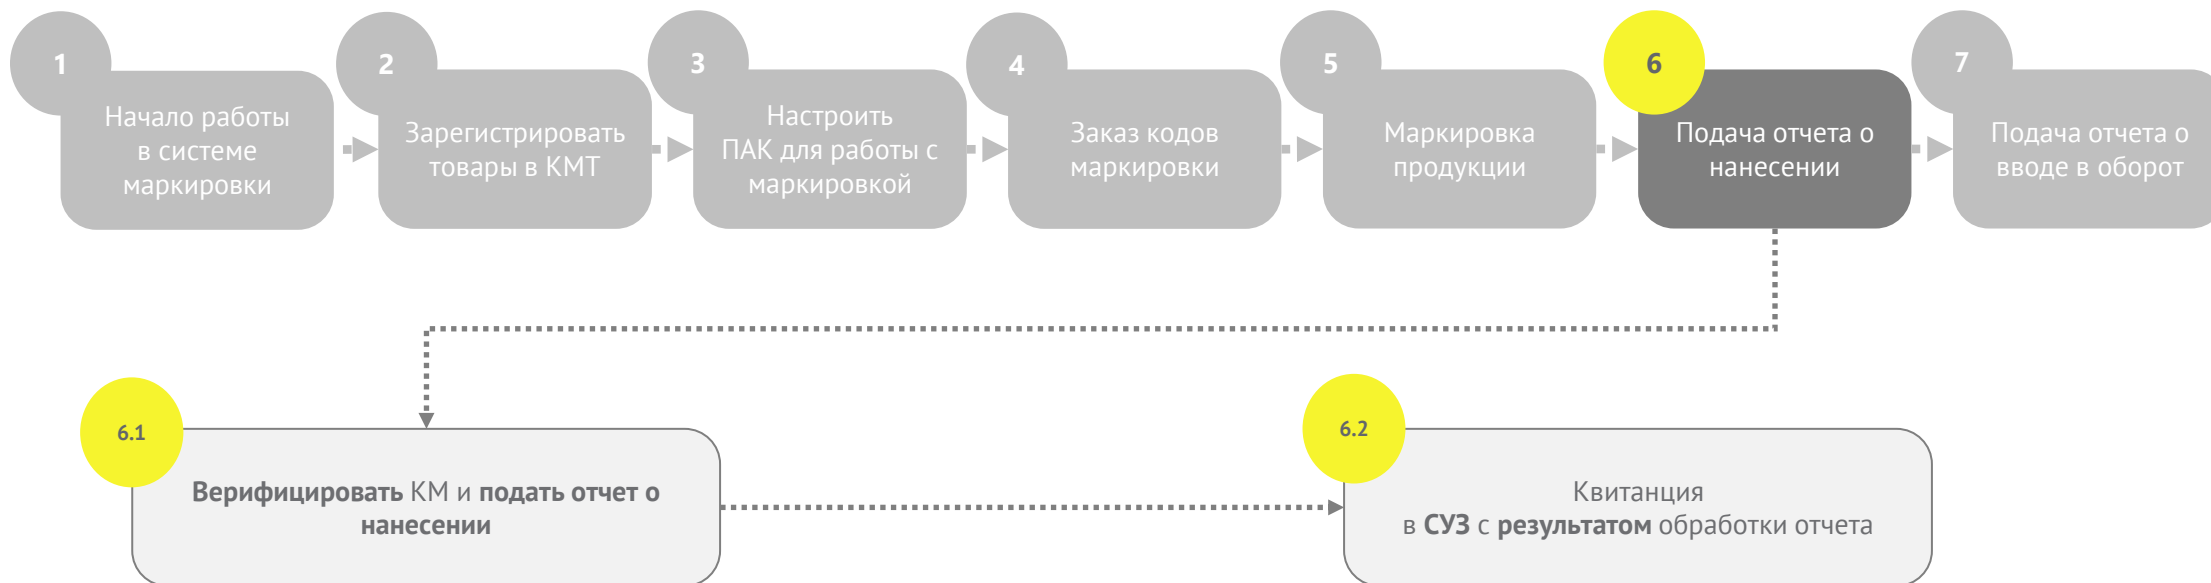 1
Начало работы
в системе
маркировки
2
Зарегистрировать
товары в КМТ
3
Настроить
ПАК для работы с
маркировкой
4
Заказ кодов
маркировки
5
Маркировка
продукции
6
Подача отчета о
нанесении
7
Подача отчета о
вводе в оборот
6.1
Верифицировать КМ и подать отчет о
нанесении
6.2
Квитанция
в СУЗ с результатом обработки отчета